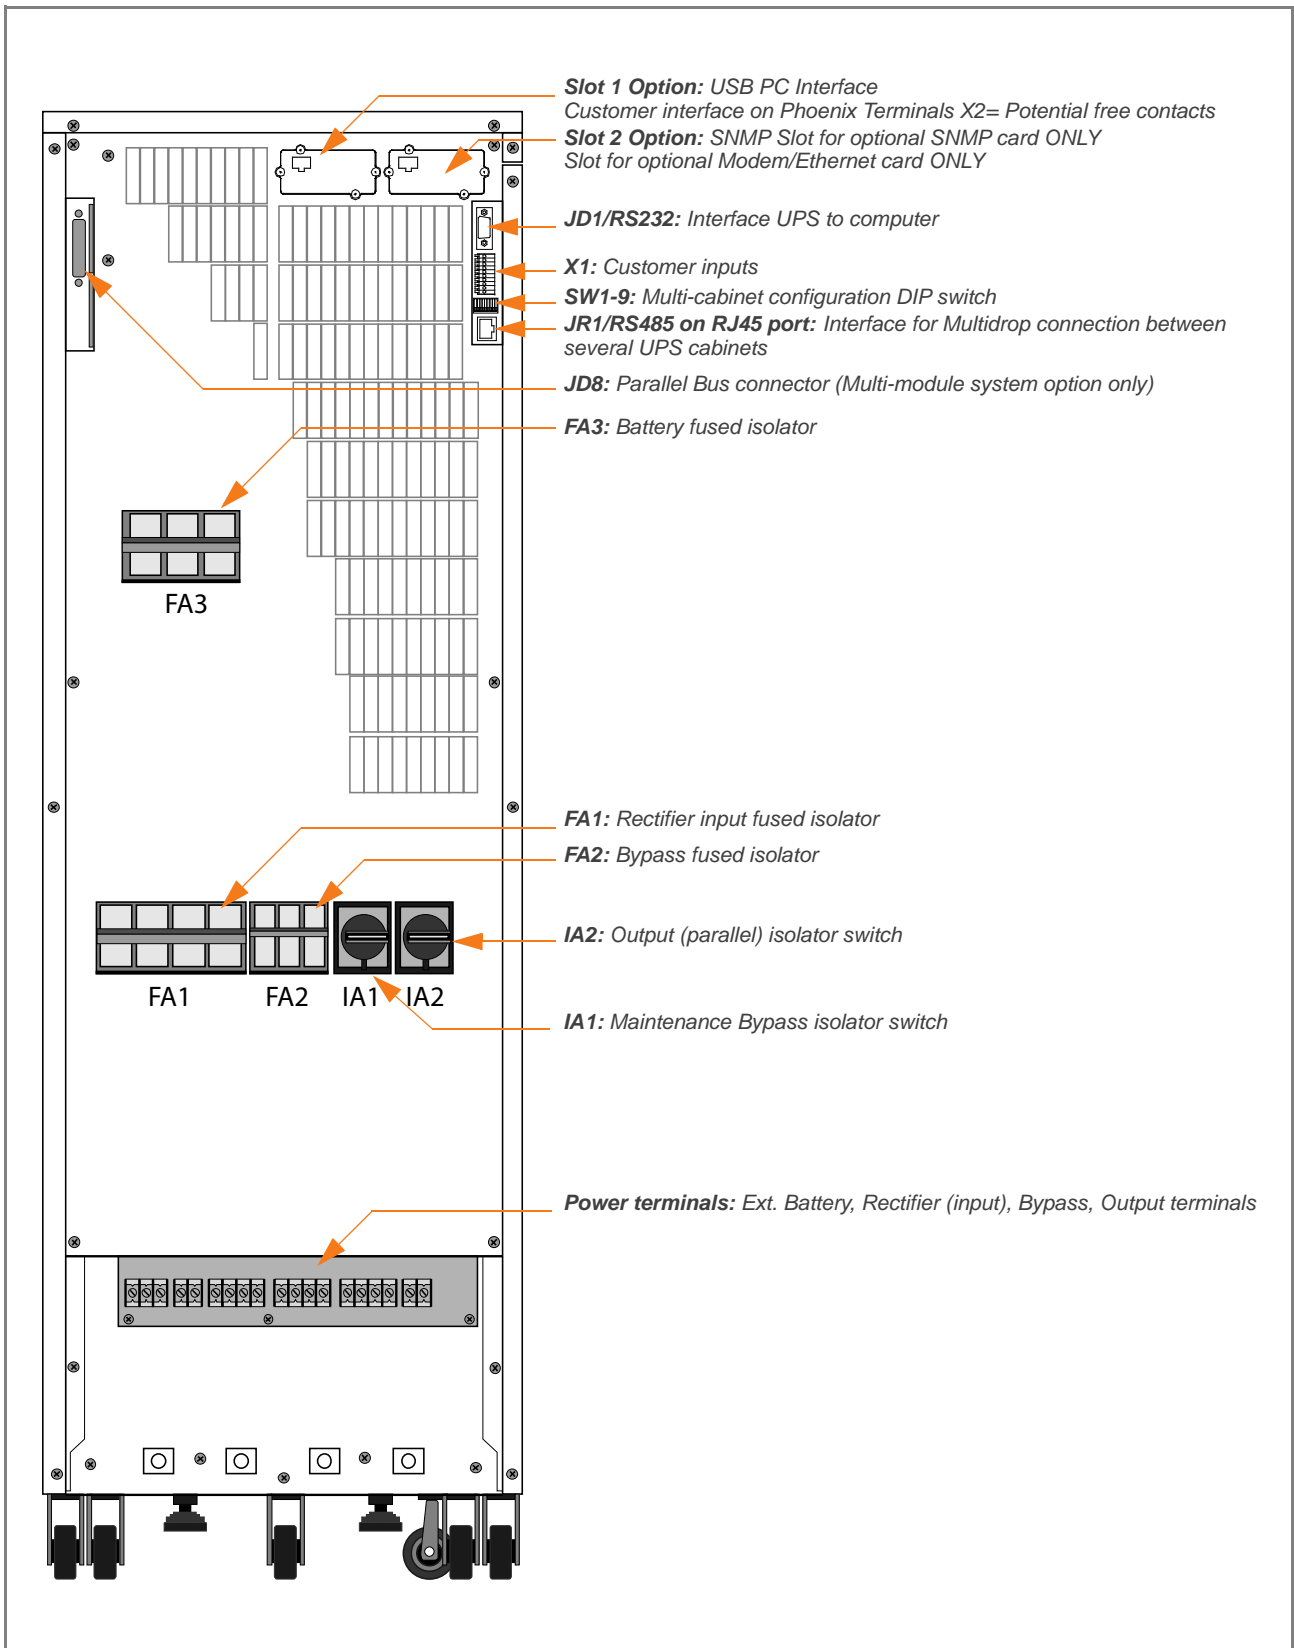 Slot 1 Option: USB PC Interface
Customer interface on Phoenix Terminals X2= Potential free contacts
Slot 2 Option: SNMP Slot for optional SNMP card ONLY
Slot for optional Modem/Ethernet card ONLY
JD1/RS232: Interface UPS to computer
X1: Customer inputs
SW1-9: Multi-cabinet configuration DIP switch
JR1/RS485 on RJ45 port: Interface for Multidrop connection between
several UPS cabinets
JD8: Parallel Bus connector (Multi-module system option only)
FA3: Battery fused isolator
FA3
FA1: Rectifier input fused isolator
FA2: Bypass fused isolator
IA2: Output (parallel) isolator switch
FA1 FA2 IA1 IA2
IA1: Maintenance Bypass isolator switch
Power terminals: Ext. Battery, Rectifier (input), Bypass, Output terminals